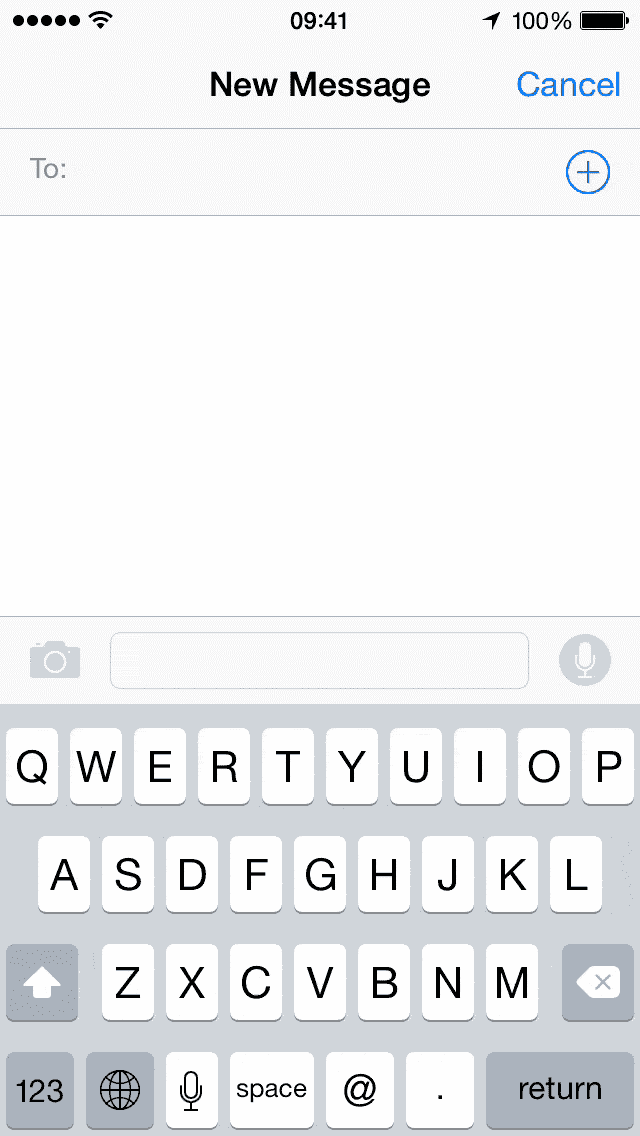 09:41 100%
New Message Cancel
To:
Q W E R T Y U I O P
A S D F G H J K L
Z X C V B N M
123 space @ . return